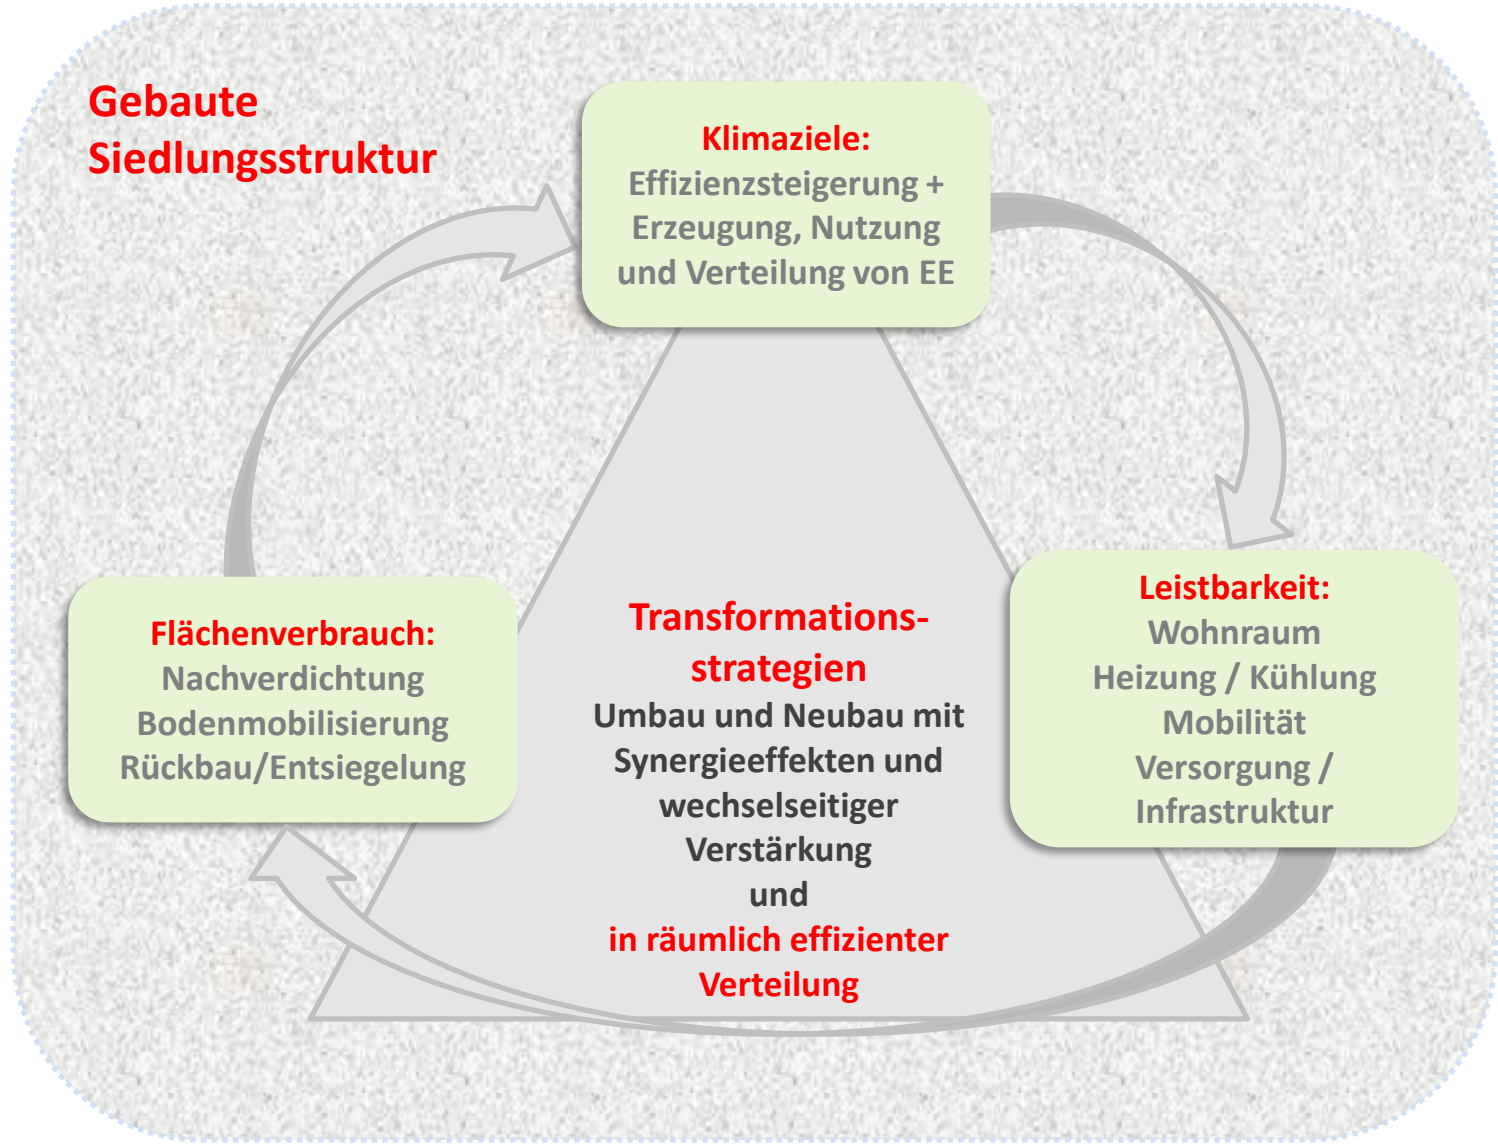 Gebaute
Siedlungsstruktur
Klimaziele:
Effizienzsteigerung +
Erzeugung, Nutzung
und Verteilung von EE
Flächenverbrauch:
Nachverdichtung
Bodenmobilisierung
Rückbau/Entsiegelung
Transformations-
strategien
Umbau und Neubau mit
Synergieeffekten und
wechselseitiger
Verstärkung
und
in räumlich effizienter
Verteilung
Leistbarkeit:
Wohnraum
Heizung / Kühlung
Mobilität
Versorgung /
Infrastruktur